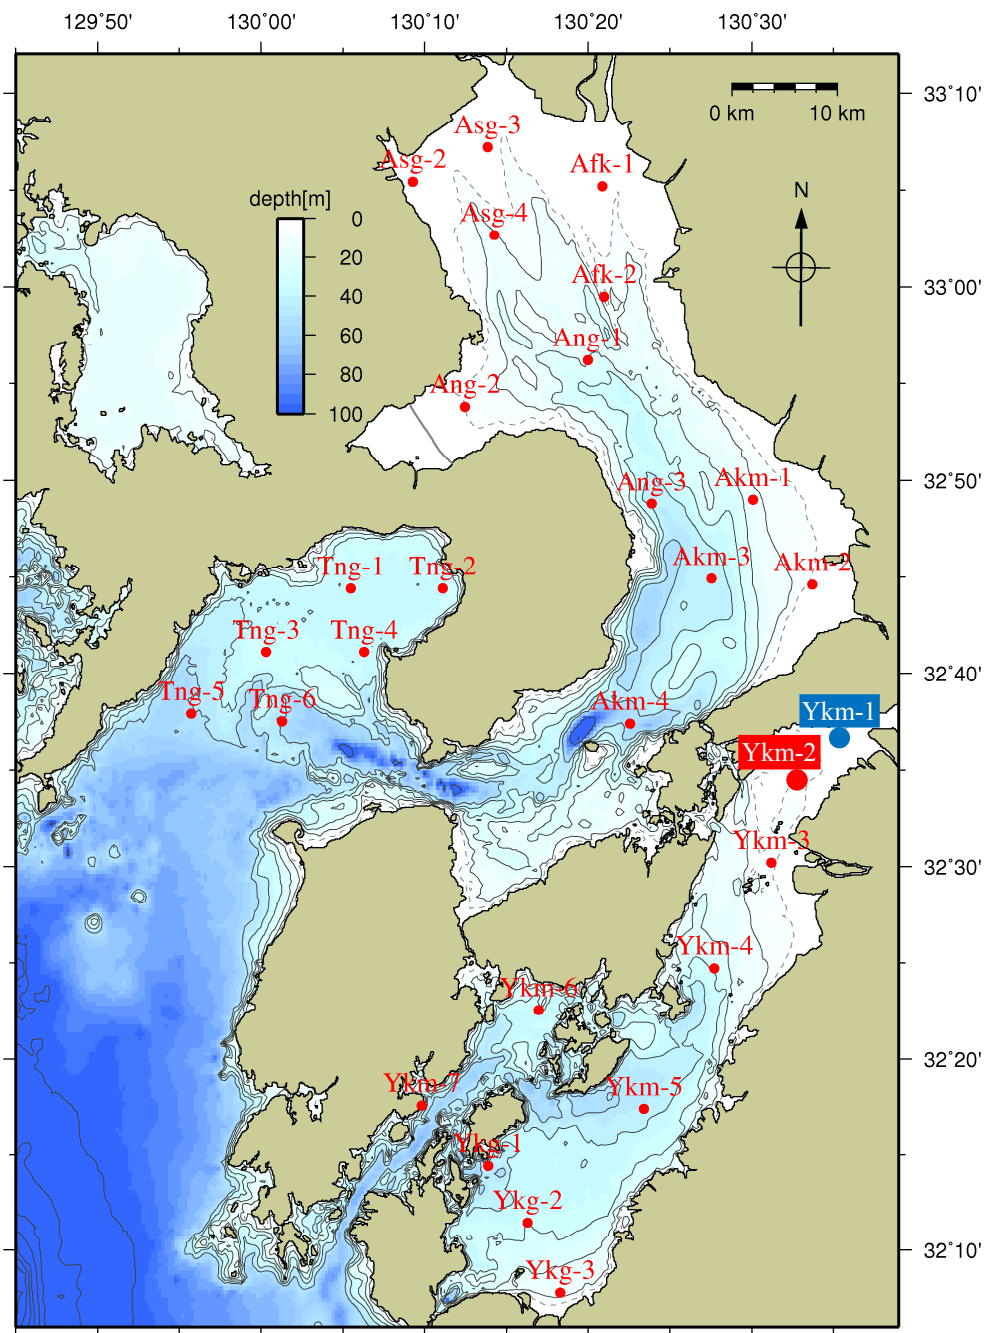 129°50' 130°00' 130°10' 130°20' 130°30'
33°10'
0 km 10 km
Asg-3
Asg-2
Afk-1
N
depth[m]
0
20
40
60
80
100
Asg-4
Afk-2
33°00'
Ang-1
Ang-2
32°50'
Ang-3
Akm-1
Akm-3
Akm-2
Tng-1
Tng-2
Tng-3
Tng-4
32°40'
Tng-5
Tng-6
Akm-4
Ykm-1
Ykm-2
Ykm-3
32°30'
Ykm-4
Ykm-6
32°20'
Ykm-7
Ykm-5
Ykg-1
Ykg-2
32°10'
Ykg-3